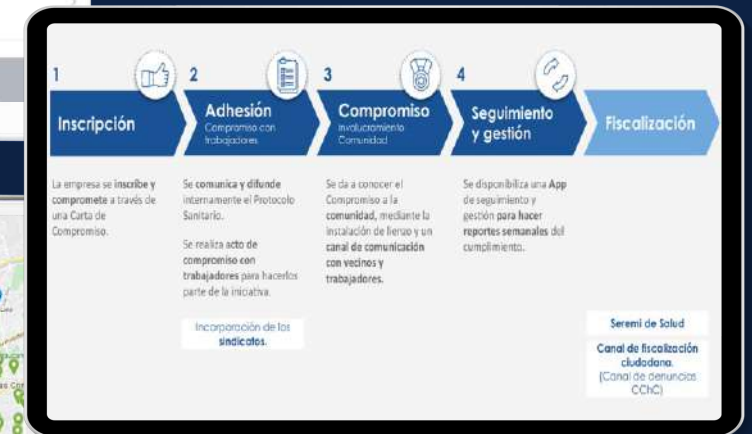 1
Inscripción
La empresa se inscribe y
compromete a través de
una Carta de
Compromiso.
2
Adhesión
Compromiso con
trabajadores
Se comunica y difunde
internamente el Protocolo
Sanitario.
Se realiza acto de
compromiso con
trabajadores para hacerlos
parte de la iniciativa.
Incorporación de los
sindicatos.
3
Compromiso
Involucramiento
Comunidad
Se da a conocer el
Compromiso a la
comunidad, mediante la
instalación de lienzo y un
canal de comunicación
con vecinos y
trabajadores.
4
Seguimiento
y gestión
Se disponibiliza una App
de seguimiento y
gestión para hacer
reportes semanales del
cumplimiento.
Fiscalización
Seremi de Salud
Canal de fiscalización
ciudadana.
(Canal de denuncias
CChC)